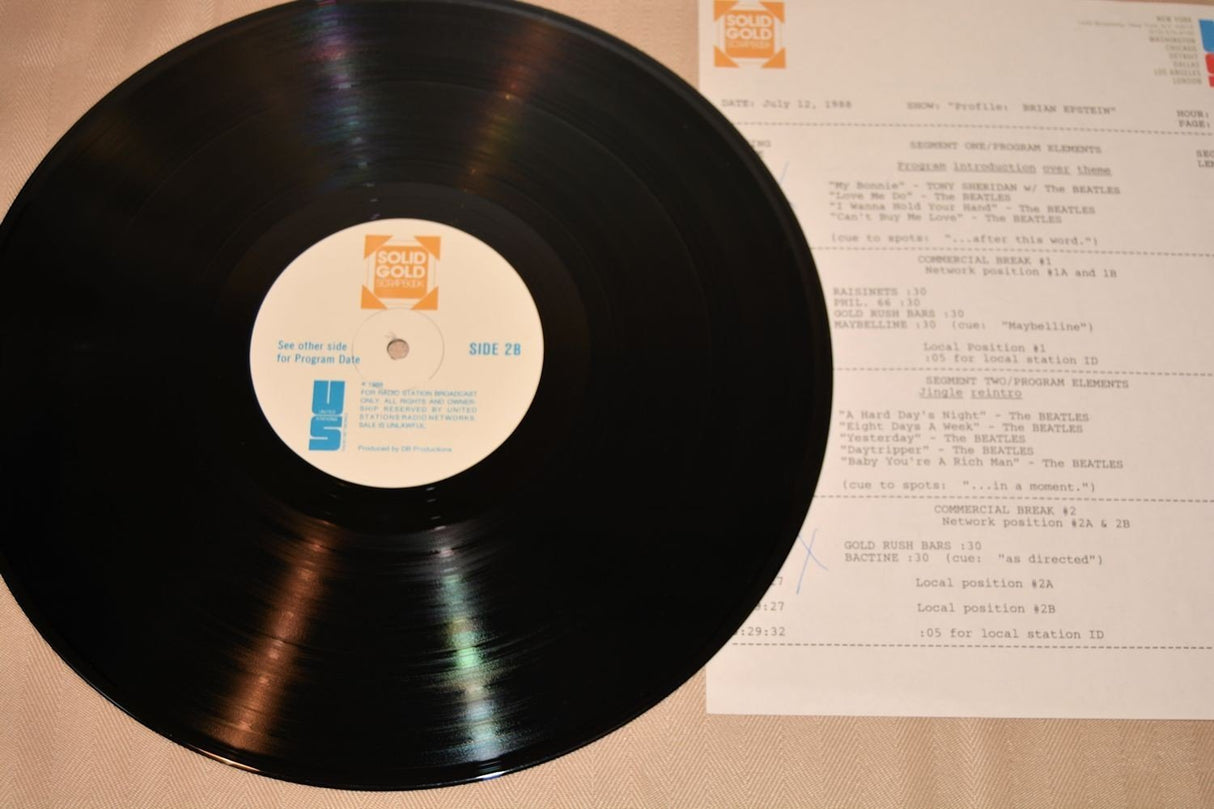 SOLID
GOLD
SCRAPBOOK
See other side
for Program Date
SIDE 2B
US
UNITED
STATIONS
FOR RADIO STATION BROADCAST
ONLY. ALL RIGHTS AND OWNER-
SHIP RESERVED BY UNITED
STATIONS RADIO NETWORKS.
SALE IS UNLAWFUL.
Produced by DB Productions
SOLID
GOLD
SCRAPBOOK
NEW YORK
WASHINGTON
CHICAGO
DETROIT
DALLAS
LOS ANGELES
LONDON
DATE: July 12, 1988 SHOW: "Profile: BRIAN EPSTEIN" HOUR:
PAGE:
SEGMENT ONE/PROGRAM ELEMENTS
Program introduction over theme
"My Bonnie" - TONY SHERIDAN w/ The BEATLES
"Love Me Do" - The BEATLES
"I Wanna Hold Your Hand" - The BEATLES
"Can't Buy Me Love" - The BEATLES
(cue to spots: "...after this word.")
COMMERCIAL BREAK #1
Network position #1A and 1B
RAISINETS :30
PHIL. 66 :30
GOLD RUSH BARS :30
MAYBELLINE :30 (cue: "Maybelline")
Local Position #1
:05 for local station ID
SEGMENT TWO/PROGRAM ELEMENTS
Jingle reintro
"A Hard Day's Night" - The BEATLES
"Eight Days A Week" - The BEATLES
"Yesterday" - The BEATLES
"Daytripper" - The BEATLES
"Baby You're A Rich Man" - The BEATLES
(cue to spots: "...in a moment.")
COMMERCIAL BREAK #2
Network position #2A & 2B
GOLD RUSH BARS :30
BACTINE :30 (cue: "as directed")
Local position #2A
:27 Local position #2B
:29:32 :05 for local station ID